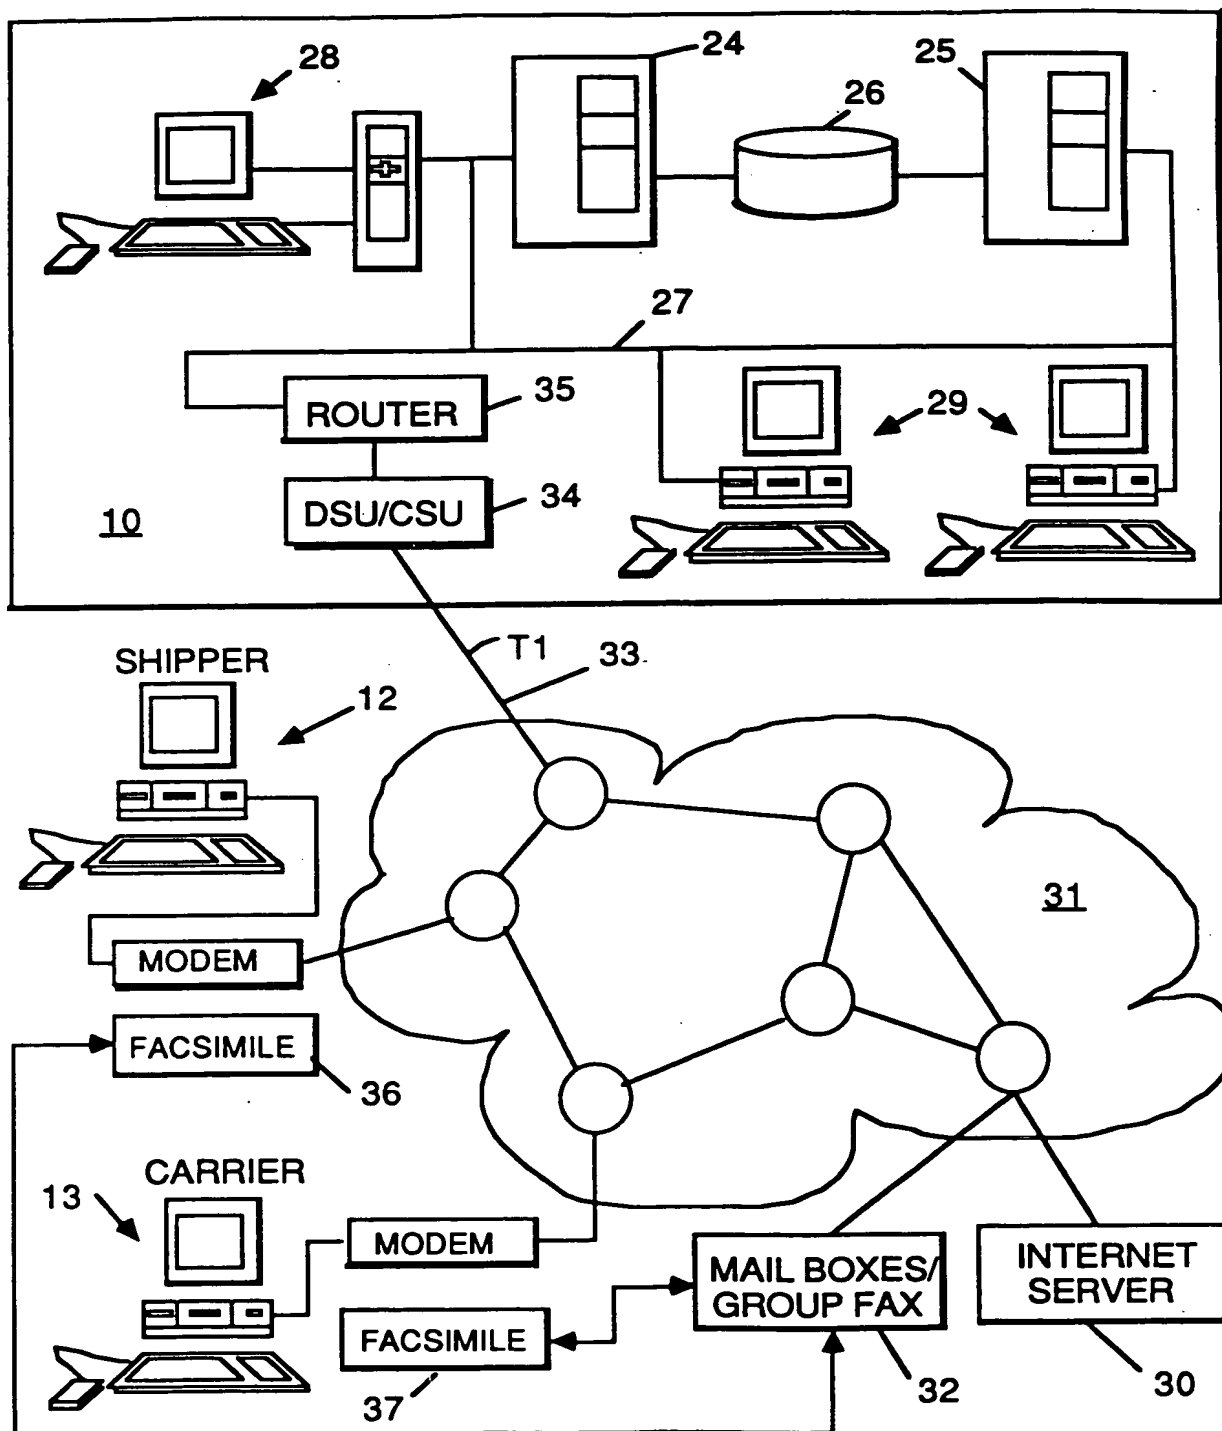 28
24
25
26
27
35
ROUTER
29
DSU/CSU
34
10
T1
33
SHIPPER
12
31
MODEM
FACSIMILE
36
CARRIER
13
MODEM
MAIL BOXES/
GROUP FAX
INTERNET
SERVER
FACSIMILE
37
32
30